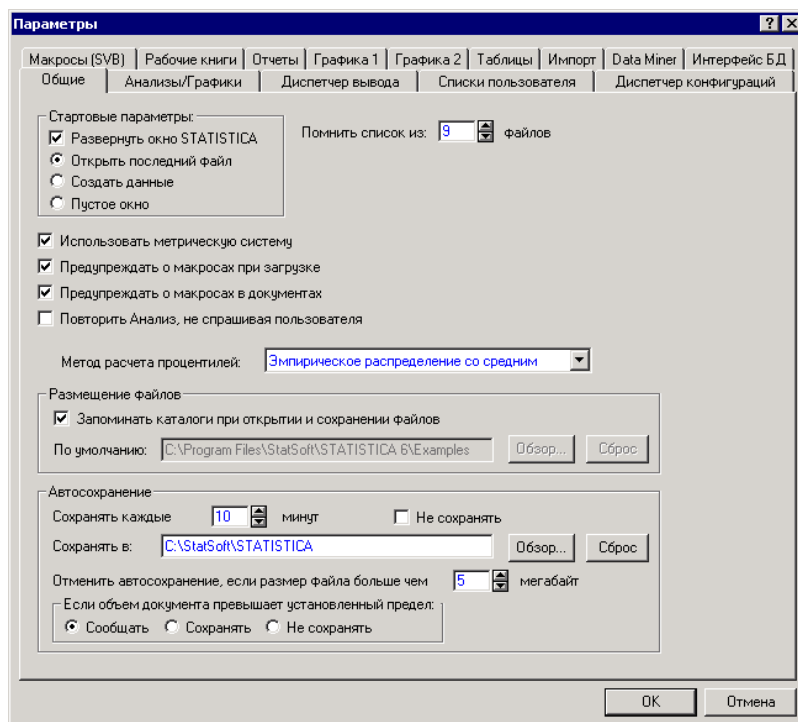 Параметры
Макросы (SVB) Рабочие книги Отчеты Графика 1 Графика 2 Таблицы Импорт Data Miner Интерфейс БД
Общие Анализы/Графики Диспетчер вывода Списки пользователя Диспетчер конфигураций
Стартовые параметры:
Развернуть окно STATISTICA
Помнить список из: 9 файлов
Открыть последний файл
Создать данные
Пустое окно
Использовать метрическую систему
Предупреждать о макросах при загрузке
Предупреждать о макросах в документах
Повторить Анализ, не спрашивая пользователя
Метод расчета процентилей: Эмпирическое распределение со средним
Размещение файлов
Запоминать каталоги при открытии и сохранении файлов
По умолчанию: C:\Program Files\StatSoft\STATISTICA 6\Examples Обзор... Сброс
Автосохранение
Сохранять каждые 10 минут Не сохранять
Сохранять в: C:\StatSoft\STATISTICA Обзор... Сброс
Отменить автосохранение, если размер файла больше чем 5 мегабайт
Если объем документа превышает установленный предел:
Сообщать Сохранять Не сохранять
OK Отмена